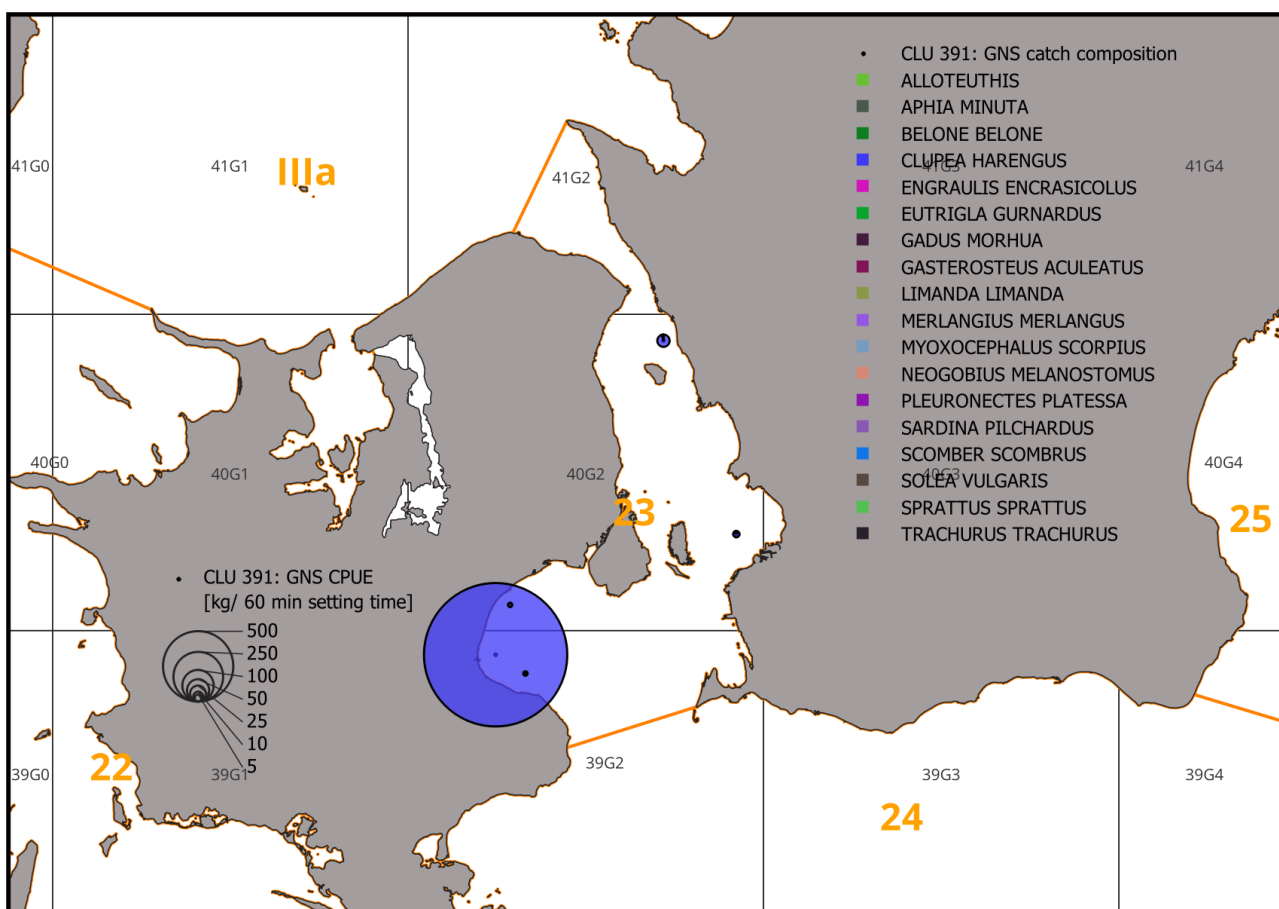 CLU 391: GNS catch composition
ALLOTEUTHIS
APHIA MINUTA
BELONE BELONE
CLUPEA HARENGUS
ENGRAULIS ENCRASICOLUS
EUTRIGLA GURNARDUS
GADUS MORHUA
GASTEROSTEUS ACULEATUS
LIMANDA LIMANDA
MERLANGIUS MERLANGUS
MYOXOCEPHALUS SCORPIUS
NEOGOBIUS MELANOSTOMUS
PLEURONECTES PLATESSA
SARDINA PILCHARDUS
SCOMBER SCOMBRUS
SOLEA VULGARIS
SPRATTUS SPRATTUS
TRACHURUS TRACHURUS
41G0
41G1
IIIa
41G2
41G3
41G4
40G0
40G1
40G2
40G3
40G4
23
25
CLU 391: GNS CPUE
[kg/ 60 min setting time]
500
250
100
50
25
10
5
22
39G0
39G1
39G2
39G3
39G4
24